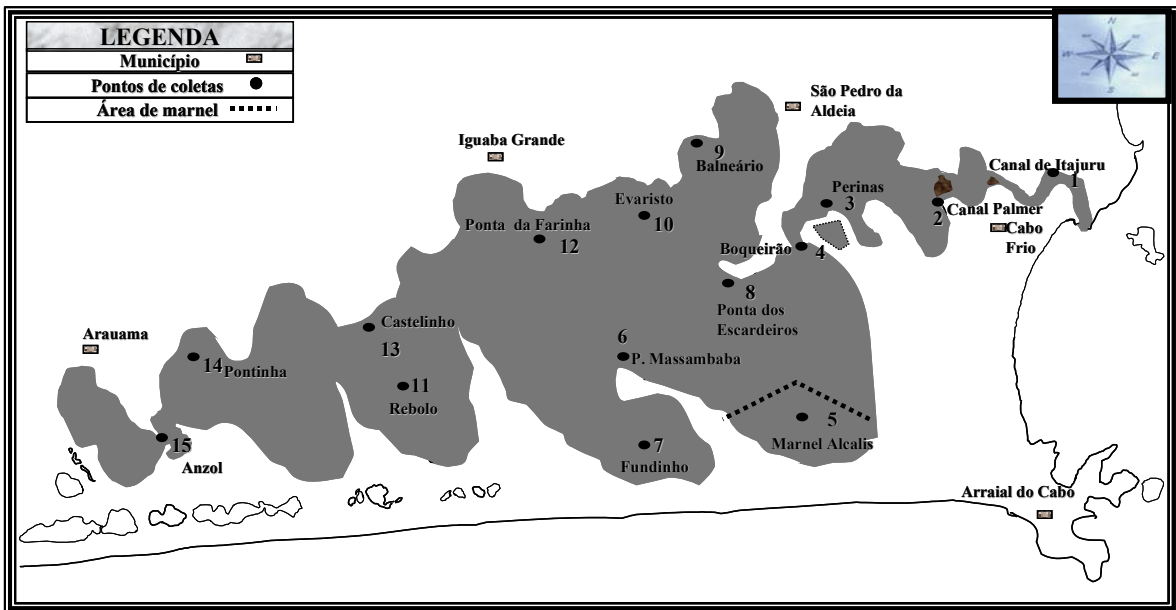 LEGENDA
Município
Pontos de coletas
Área de marnel
N
W
E
S
São Pedro da
Aldeia
Iguaba Grande
9
Balneário
Canal de Itajuru
1
Perinas
3
Evaristo
10
2
Canal Palmer
Cabo
Frio
Ponta da Farinha
12
Boqueirão
4
8
Ponta dos
Escardeiros
Castelinho
13
Arauama
6
P. Massambaba
14
Pontinha
11
Rebolo
5
Marnel Alcalis
15
Anzol
7
Fundinho
Arraial do Cabo